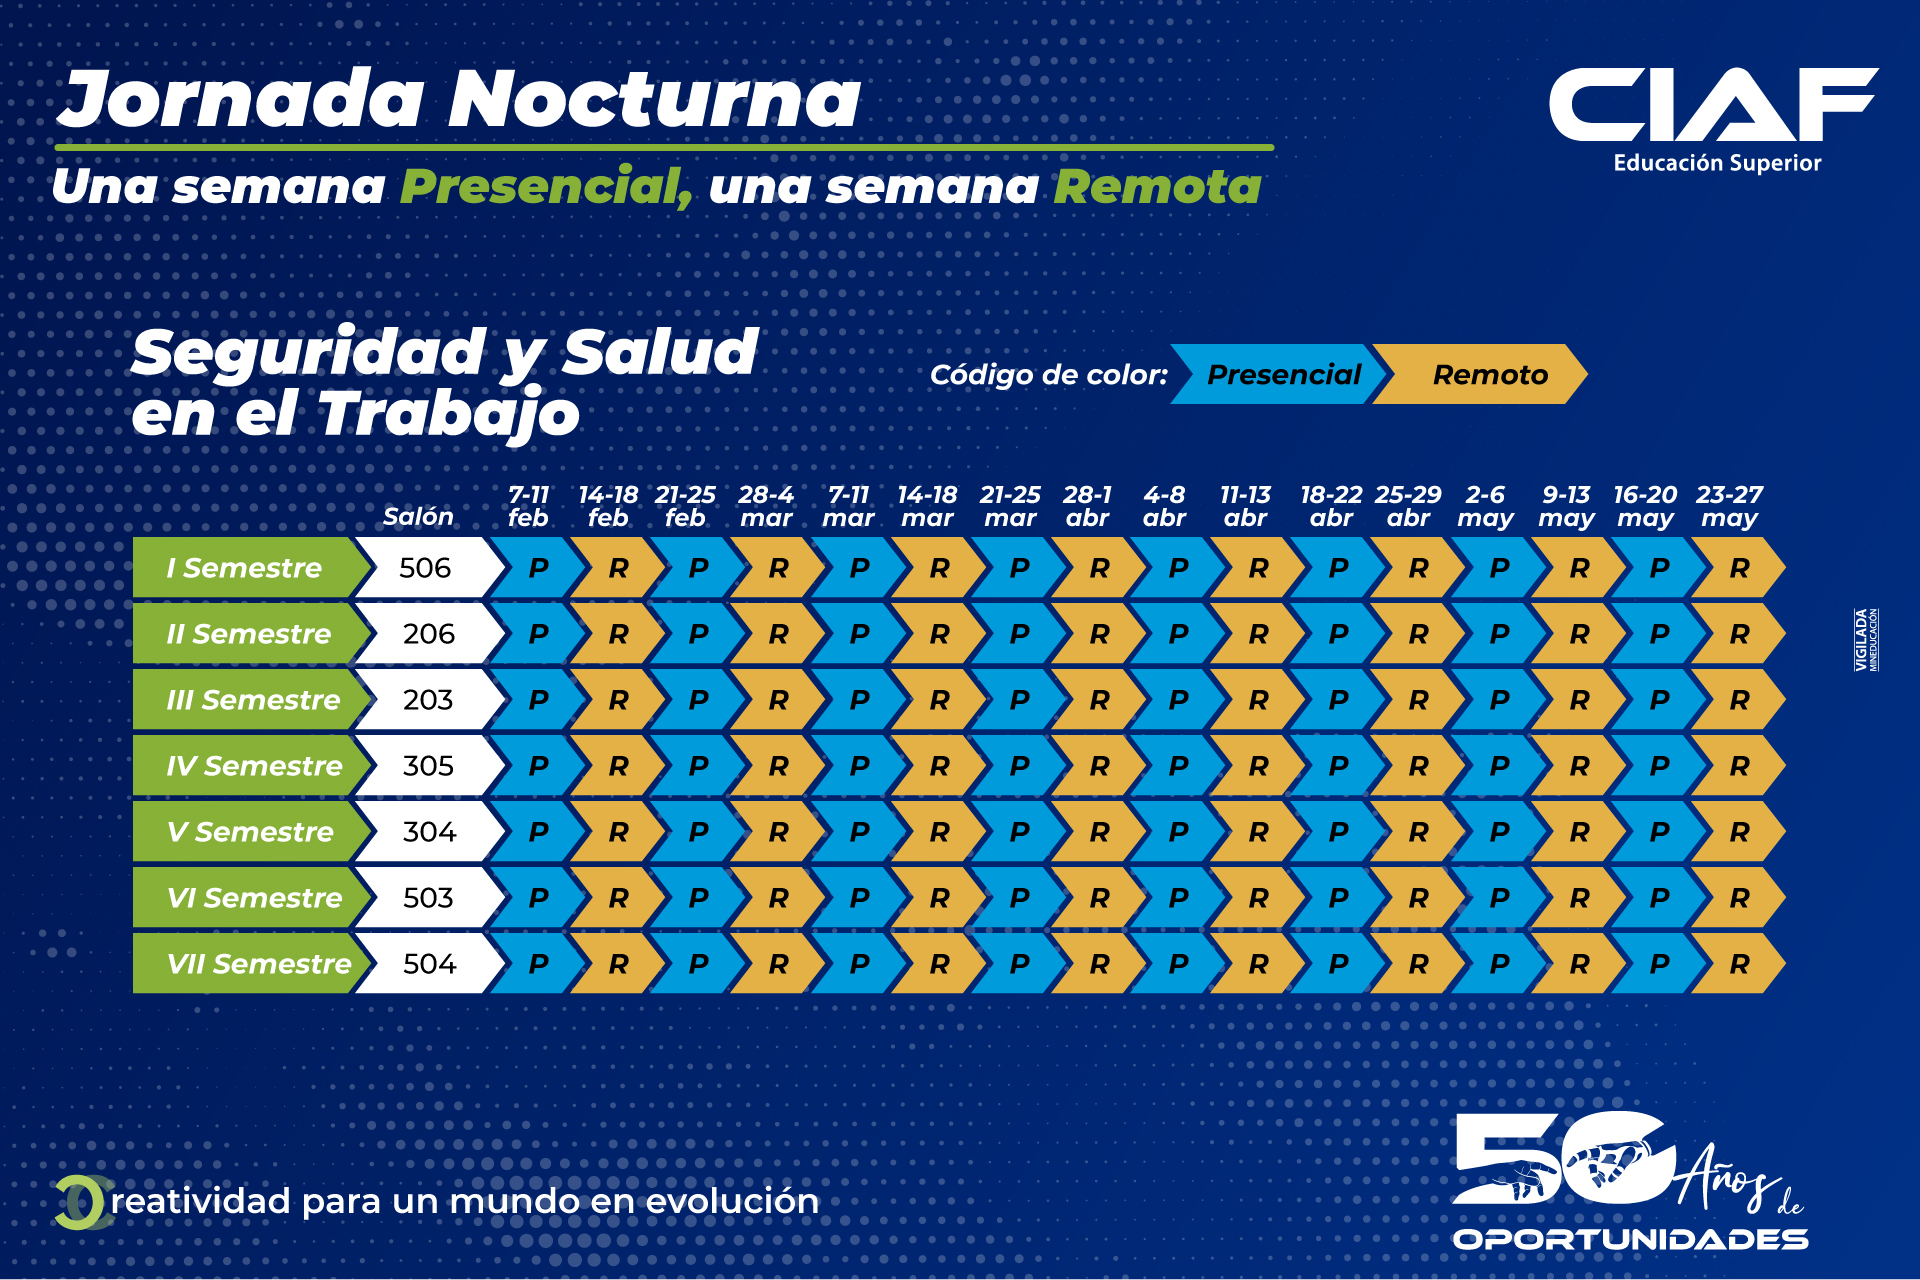 Jornada Nocturna
Una semana Presencial, una semana Remota
CIAF
Educación Superior
Seguridad y Salud
en el Trabajo
Código de color: Presencial Remoto
Salón 7-11 feb 14-18 feb 21-25 feb 28-4 mar 7-11 mar 14-18 mar 21-25 mar 28-1 abr 4-8 abr 11-13 abr 18-22 abr 25-29 abr 2-6 may 9-13 may 16-20 may 23-27 may
I Semestre 506 P R P R P R P R P R P R P R P R
II Semestre 206 P R P R P R P R P R P R P R P R
III Semestre 203 P R P R P R P R P R P R P R P R
IV Semestre 305 P R P R P R P R P R P R P R P R
V Semestre 304 P R P R P R P R P R P R P R P R
VI Semestre 503 P R P R P R P R P R P R P R P R
VII Semestre 504 P R P R P R P R P R P R P R P R
VIGILADA
MINEDUCACIÓN
Creatividad para un mundo en evolución
50 Años de
OPORTUNIDADES